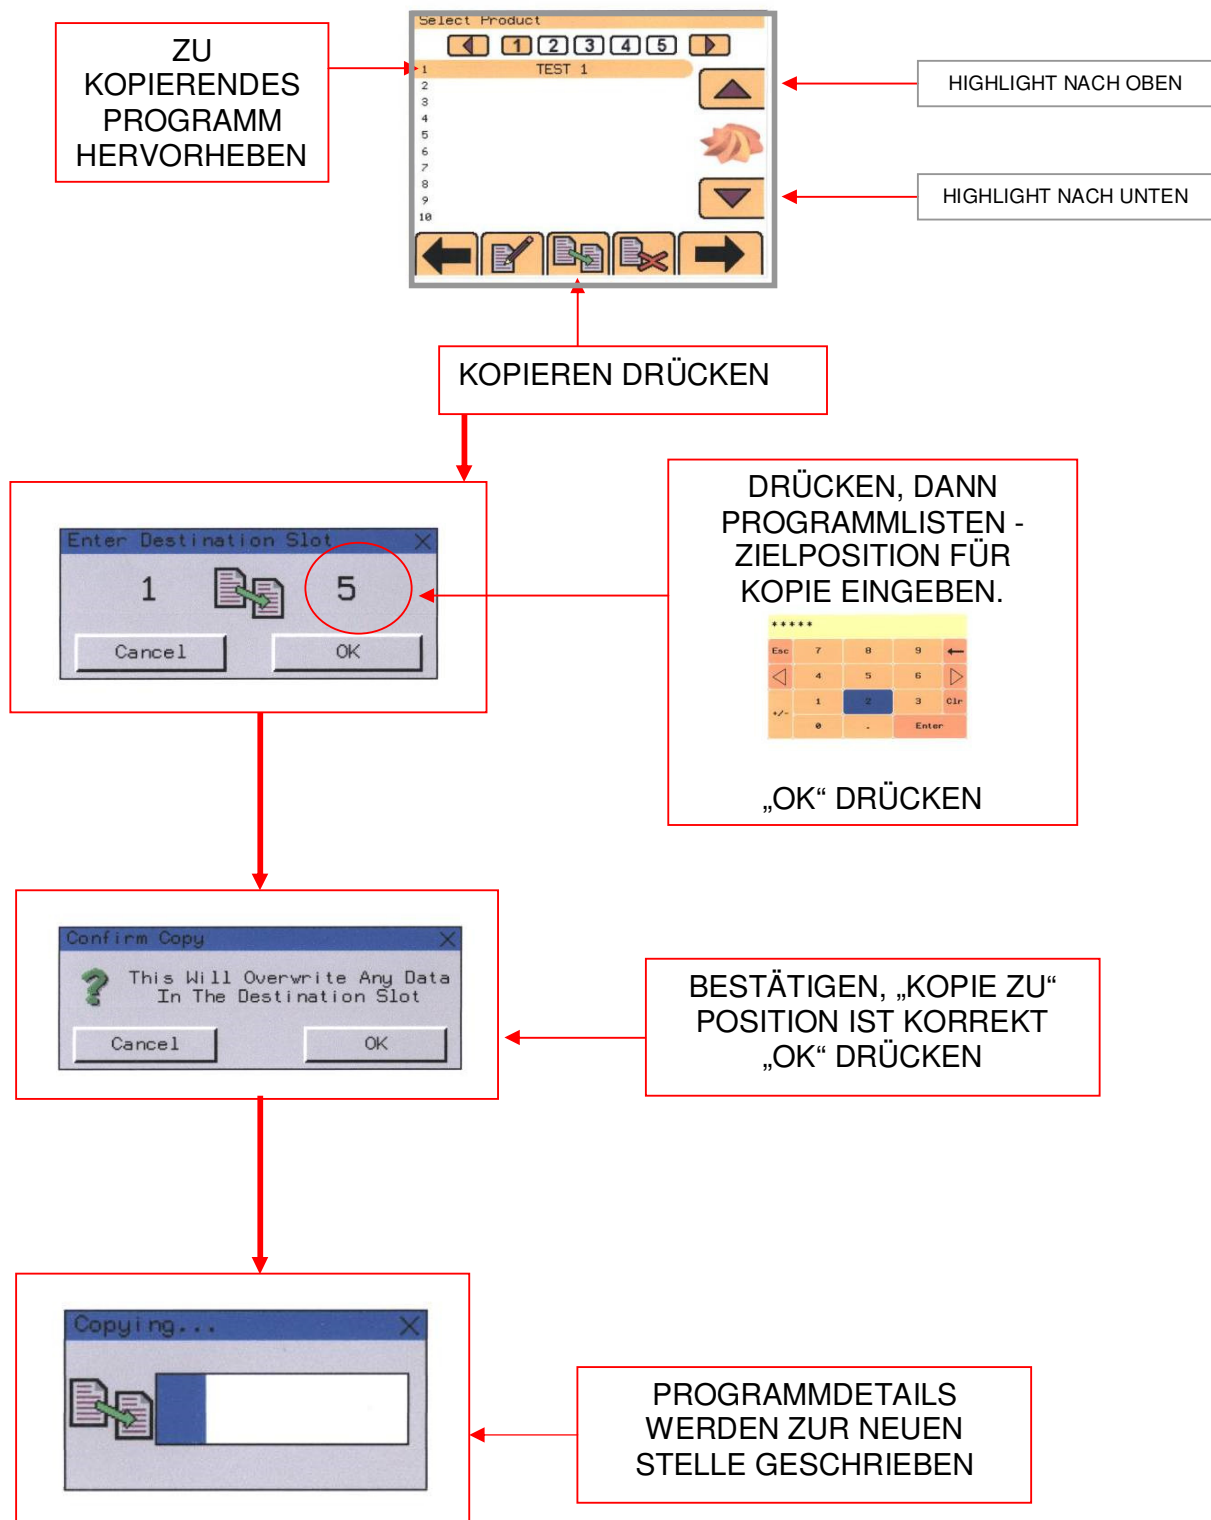 Select Product
1 2 3 4 5
ZU
KOPIERENDES
PROGRAMM
HERVORHEBEN
1 TEST 1
2
3
4
5
6
7
8
9
10
HIGHLIGHT NACH OBEN
HIGHLIGHT NACH UNTEN
KOPIEREN DRÜCKEN
Enter Destination Slot
1 5
Cancel OK
DRÜCKEN, DANN
PROGRAMMLISTEN -
ZIELPOSITION FÜR
KOPIE EINGEBEN.
*****
Esc 7 8 9
4 5 6
+/- 1 2 3 Clr
0 . Enter
„OK“ DRÜCKEN
Confirm Copy
This Will Overwrite Any Data
In The Destination Slot
Cancel OK
BESTÄTIGEN, „KOPIE ZU“
POSITION IST KORREKT
„OK“ DRÜCKEN
Copying...
PROGRAMMDETAILS
WERDEN ZUR NEUEN
STELLE GESCHRIEBEN